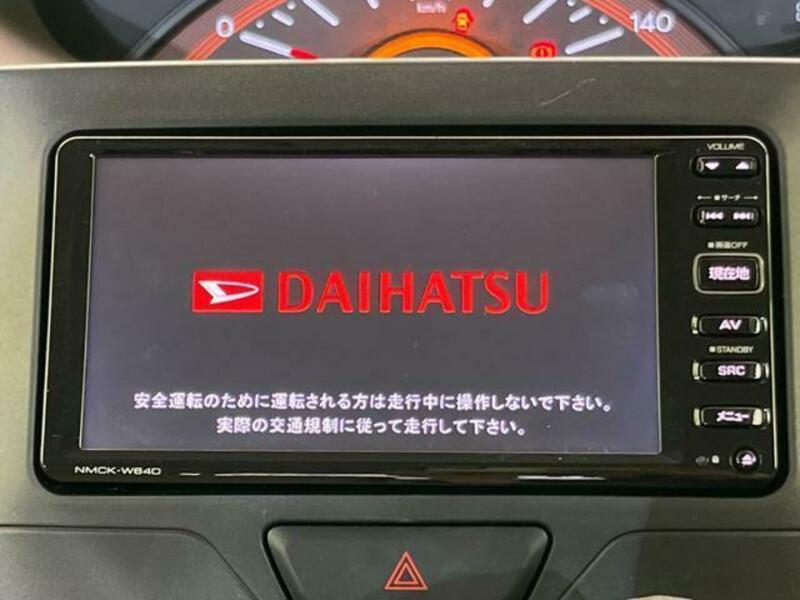 0
km/h
140
VOLUME
サーチ
画面OFF
現在地
AV
STANDBY
SRC
メニュー
DAIHATSU
安全運転のために運転される方は走行中に操作しないで下さい。
実際の交通規制に従って走行して下さい。
NMCK-W64D